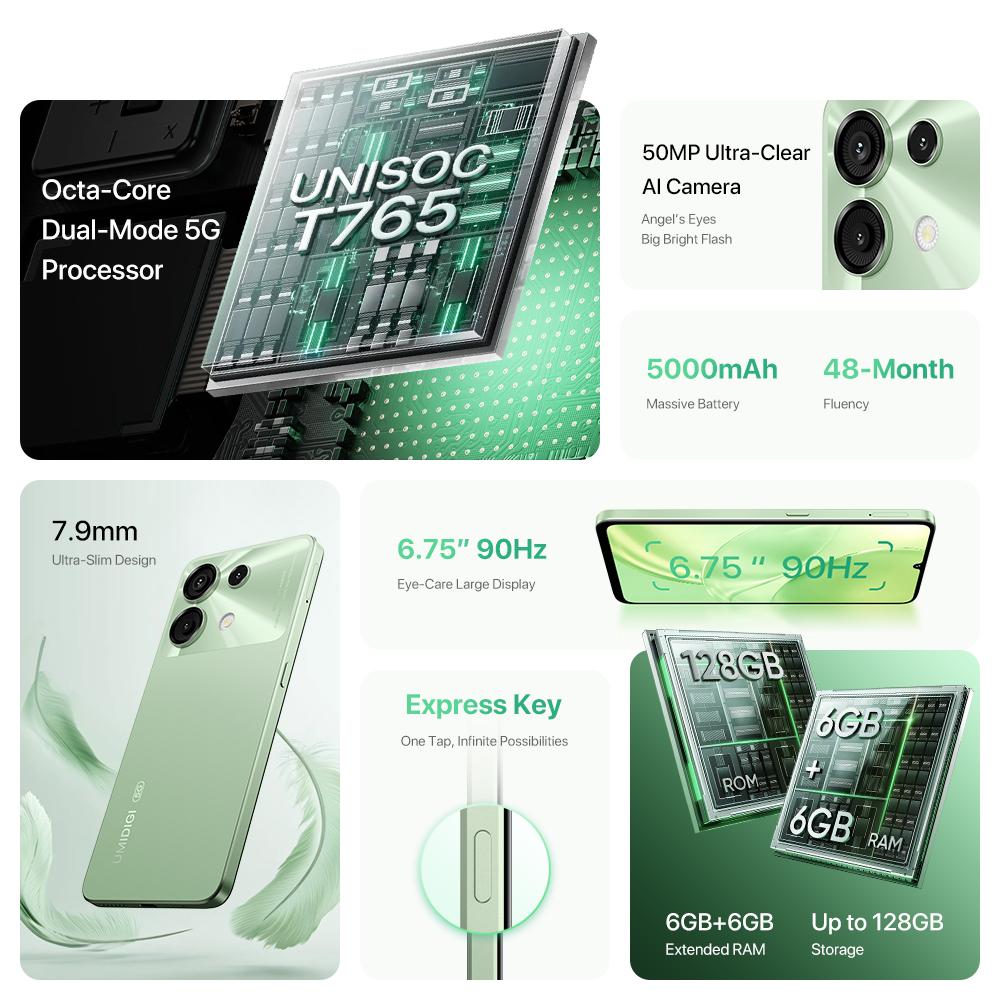 Octa-Core
Dual-Mode 5G
Processor
UNISOC
T765
50MP Ultra-Clear
AI Camera
Angel's Eyes
Big Bright Flash
5000mAh
Massive Battery
48-Month
Fluency
7.9mm
Ultra-Slim Design
UMIDIGI 5G
6.75" 90Hz
Eye-Care Large Display
6.75" 90Hz
Express Key
One Tap, Infinite Possibilities
128GB
ROM
6GB
+
6GB
RAM
6GB+6GB
Extended RAM
Up to 128GB
Storage